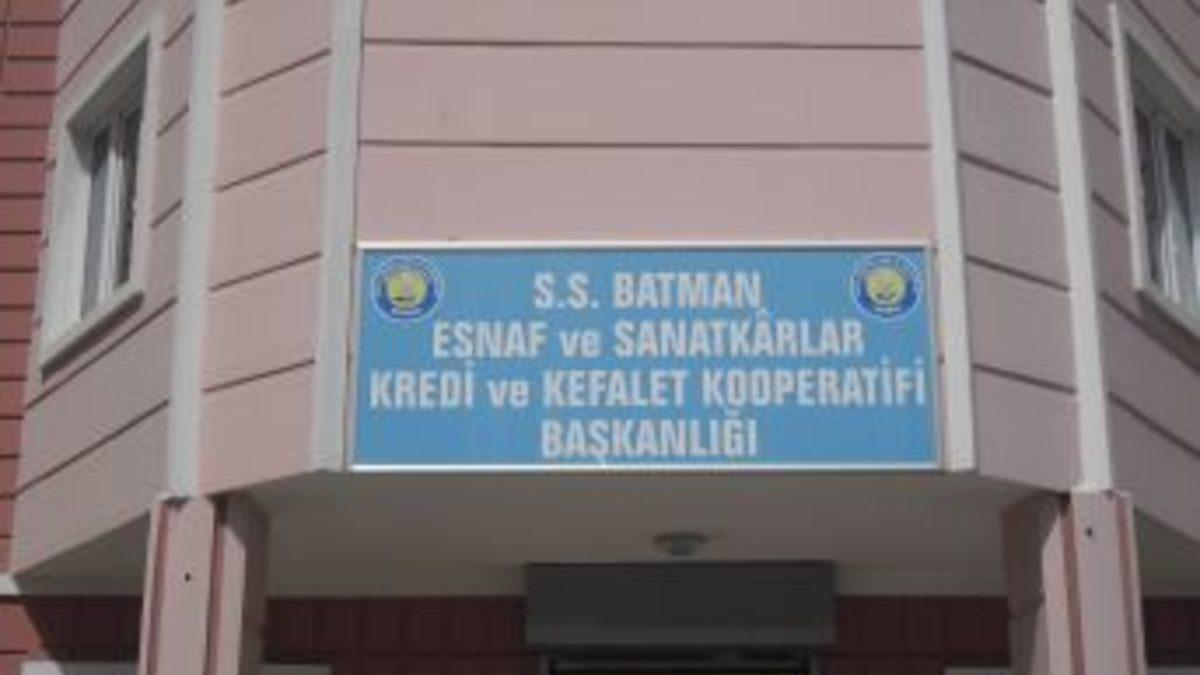 S.S. BATMAN
ESNAF ve SANATKÂRLAR
KREDİ ve KEFALET KOOPERATİFİ
BAŞKANLIĞI